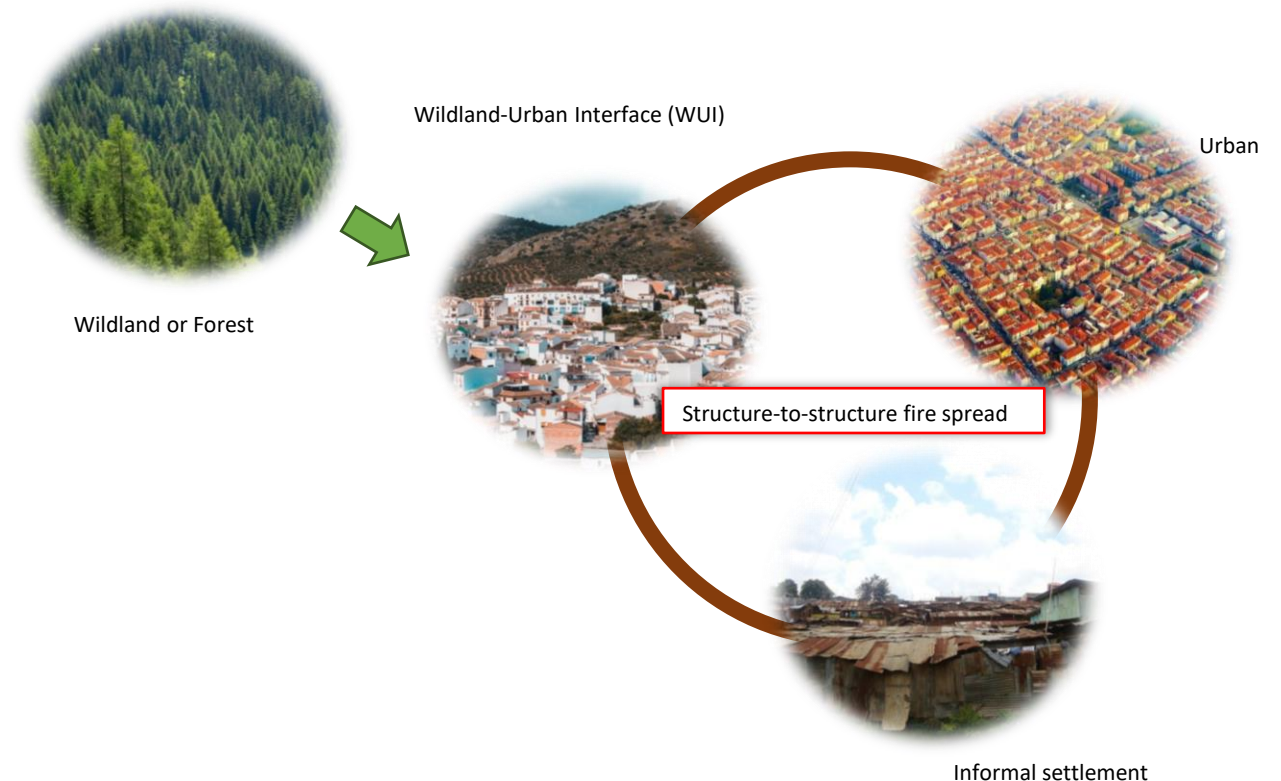 Wildland-Urban Interface (WUI)
Urban
Wildland or Forest
Structure-to-structure fire spread
Informal settlement